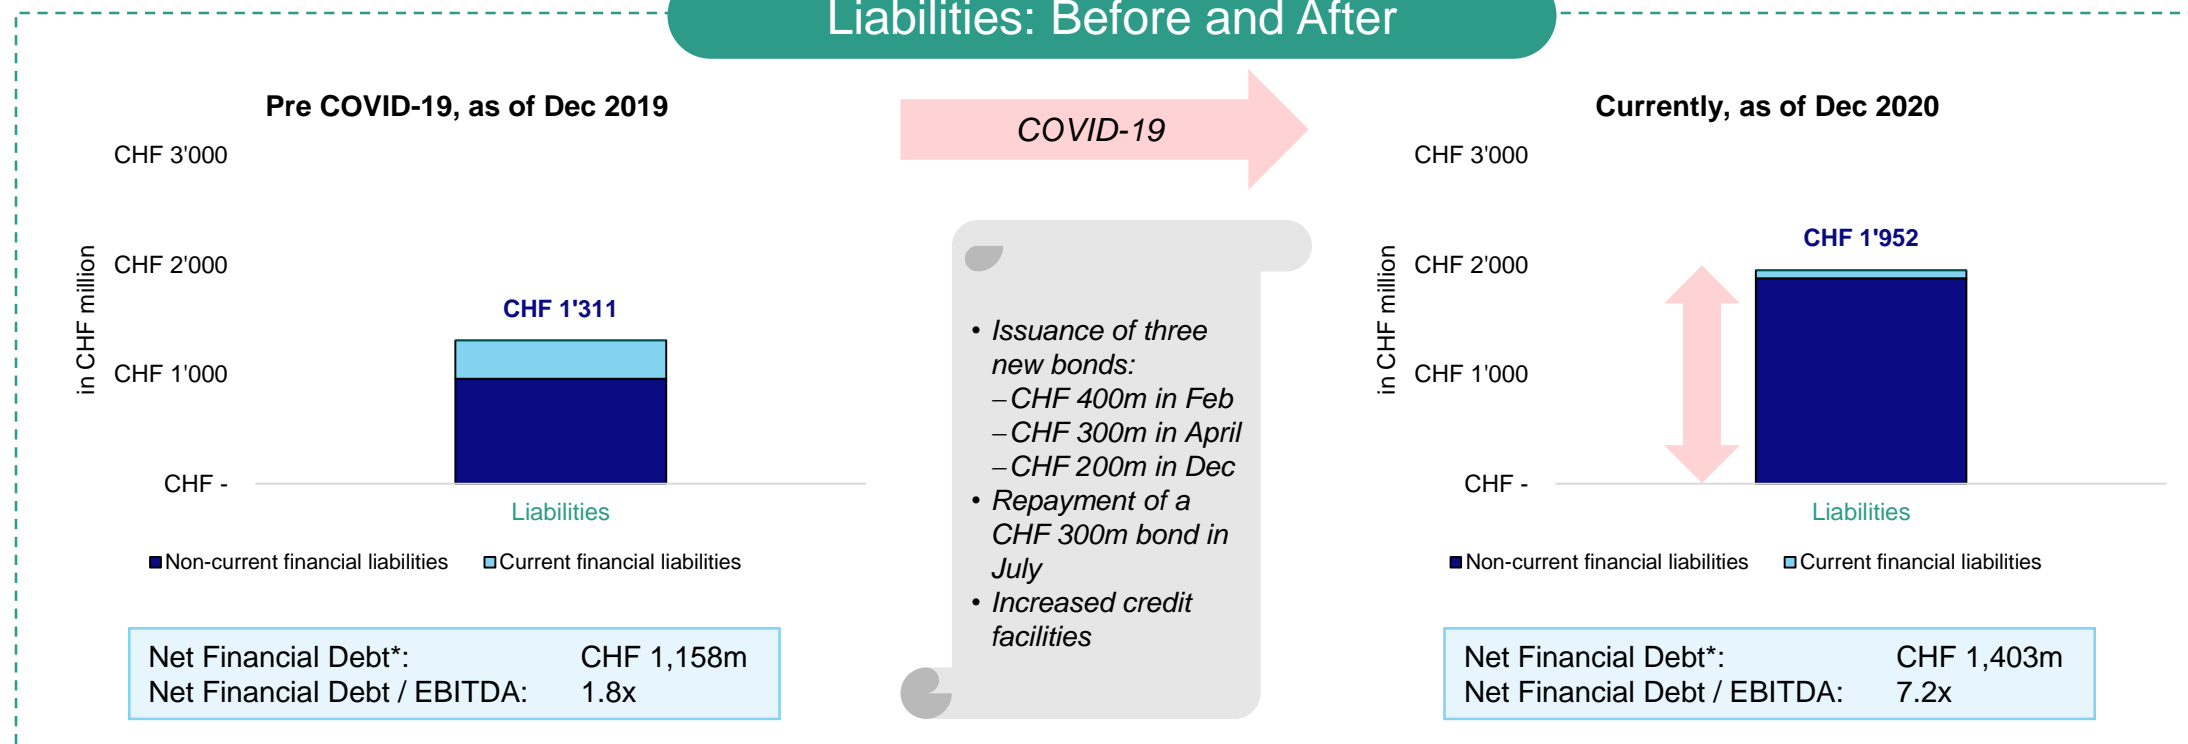 Liabilities: Before and After
Pre COVID-19, as of Dec 2019
CHF 3'000
CHF 2'000
CHF 1'000
CHF -
in CHF million
CHF 1'311
Liabilities
Non-current financial liabilities
Current financial liabilities
Net Financial Debt*: CHF 1,158m
Net Financial Debt / EBITDA: 1.8x
COVID-19
• Issuance of three
new bonds:
–CHF 400m in Feb
–CHF 300m in April
–CHF 200m in Dec
• Repayment of a
CHF 300m bond in
July
• Increased credit
facilities
Currently, as of Dec 2020
CHF 3'000
CHF 2'000
CHF 1'000
CHF -
in CHF million
CHF 1'952
Liabilities
Non-current financial liabilities
Current financial liabilities
Net Financial Debt*: CHF 1,403m
Net Financial Debt / EBITDA: 7.2x